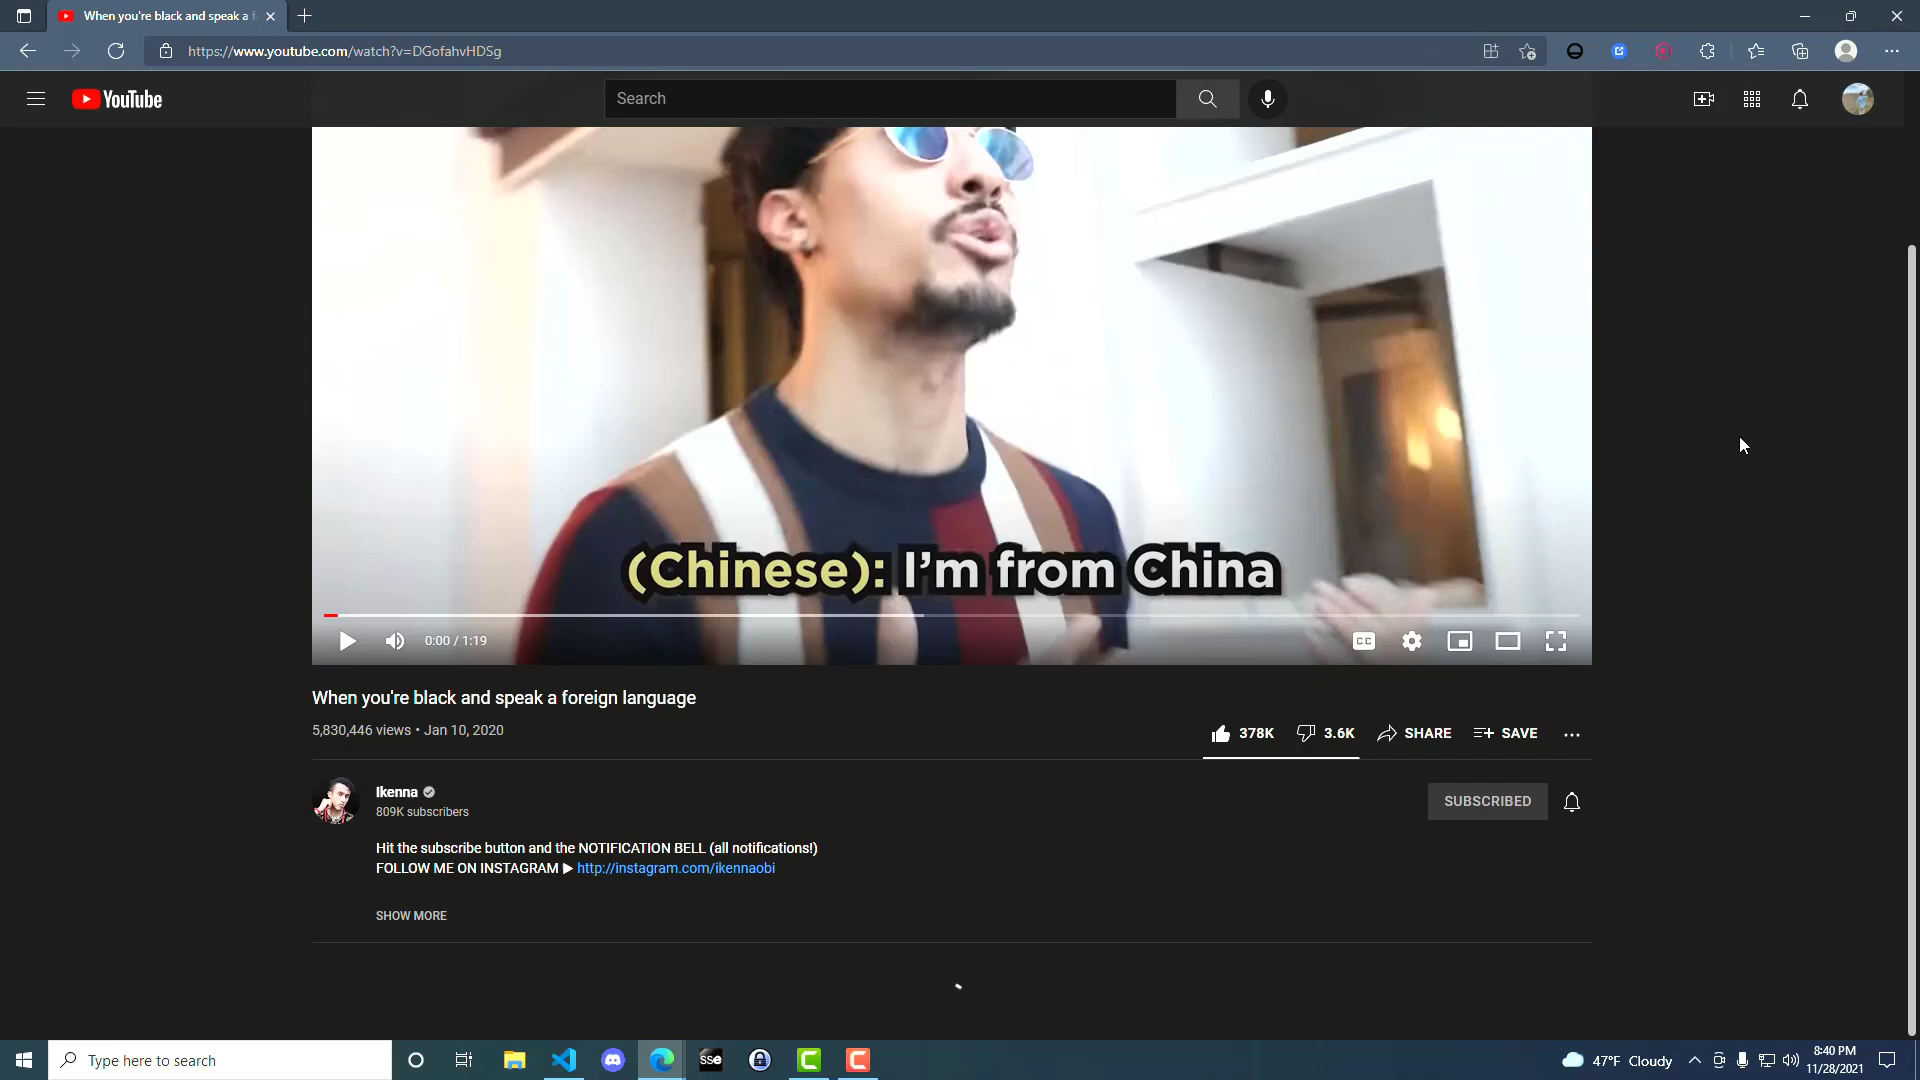 When you're black and speak a f
https://www.youtube.com/watch?v=DGofahvHDSg
YouTube
Search
(Chinese): I'm from China
0:00 / 1:19
CC
When you're black and speak a foreign language
5,830,446 views • Jan 10, 2020
378K
3.6K
SHARE
SAVE
Ikenna
809K subscribers
SUBSCRIBED
Hit the subscribe button and the NOTIFICATION BELL (all notifications!)
FOLLOW ME ON INSTAGRAM ▶ http://instagram.com/ikennaobi
SHOW MORE
Type here to search
SSE
47°F Cloudy
8:40 PM
11/28/2021